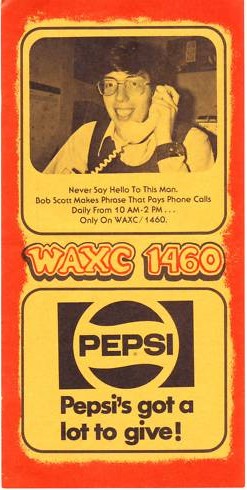 Never Say Hello To This Man.
Bob Scott Makes Phrase That Pays Phone Calls
Daily From 10 AM-2 PM...
Only On WAXC/1460.
WAXC 1460
PEPSI
Pepsi's got a
lot to give!